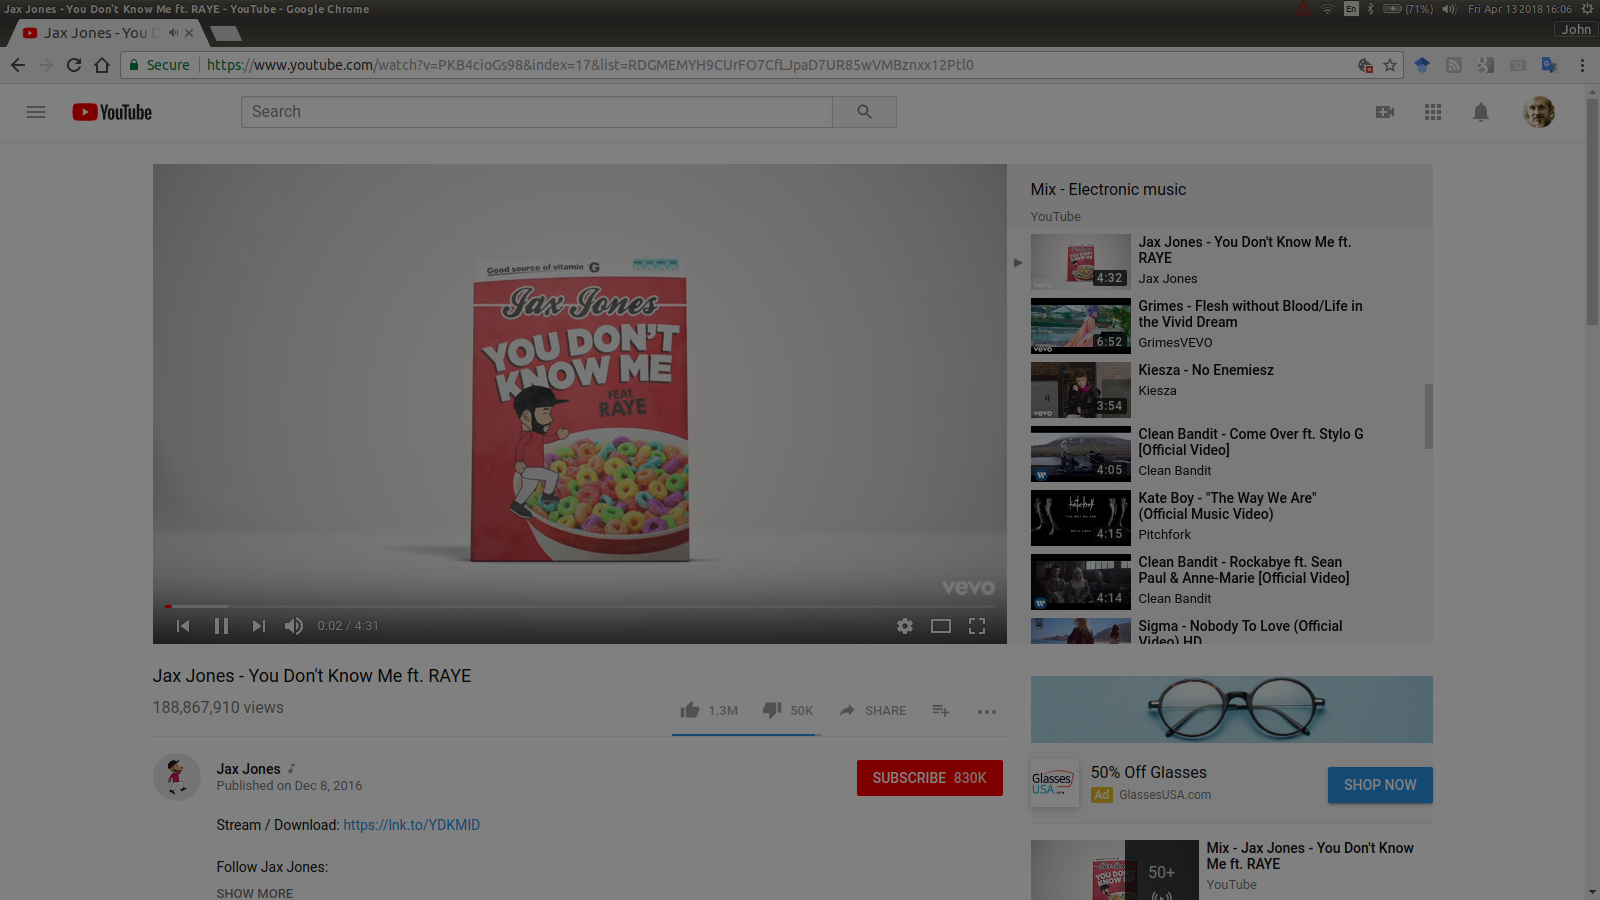 Jax Jones - You Don't Know Me ft. RAYE - YouTube - Google Chrome
En
(71%)
Fri Apr 13 2018 16:06
Jax Jones - You D
John
Secure
https://www.youtube.com/watch?v=PKB4cioGs98&index=17&list=RDGMEMYH9CUrFO7CfLJpaD7UR85wVMBznxx12Ptl0
YouTube
Search
Good source of vitamin G
Jax Jones
YOU DON'T
KNOW ME
FEAT.
RAYE
vevo
0:02 / 4:31
Jax Jones - You Don't Know Me ft. RAYE
188,867,910 views
1.3M
50K
SHARE
Jax Jones
Published on Dec 8, 2016
SUBSCRIBE 830K
Stream / Download: https://lnk.to/YDKMID
Follow Jax Jones:
SHOW MORE
Mix - Electronic music
YouTube
Jax Jones - You Don't Know Me ft.
RAYE
Jax Jones
4:32
Grimes - Flesh without Blood/Life in
the Vivid Dream
GrimesVEVO
6:52
vevo
Kiesza - No Enemiesz
Kiesza
3:54
vevo
Clean Bandit - Come Over ft. Stylo G
[Official Video]
Clean Bandit
4:05
Kate Boy - "The Way We Are"
(Official Music Video)
Pitchfork
4:15
Clean Bandit - Rockabye ft. Sean
Paul & Anne-Marie [Official Video]
Clean Bandit
4:14
Sigma - Nobody To Love (Official
Video) HD
Glasses
USA.com
50% Off Glasses
Ad GlassesUSA.com
SHOP NOW
YOU DON'T
KNOW ME
50+
Mix - Jax Jones - You Don't Know
Me ft. RAYE
YouTube